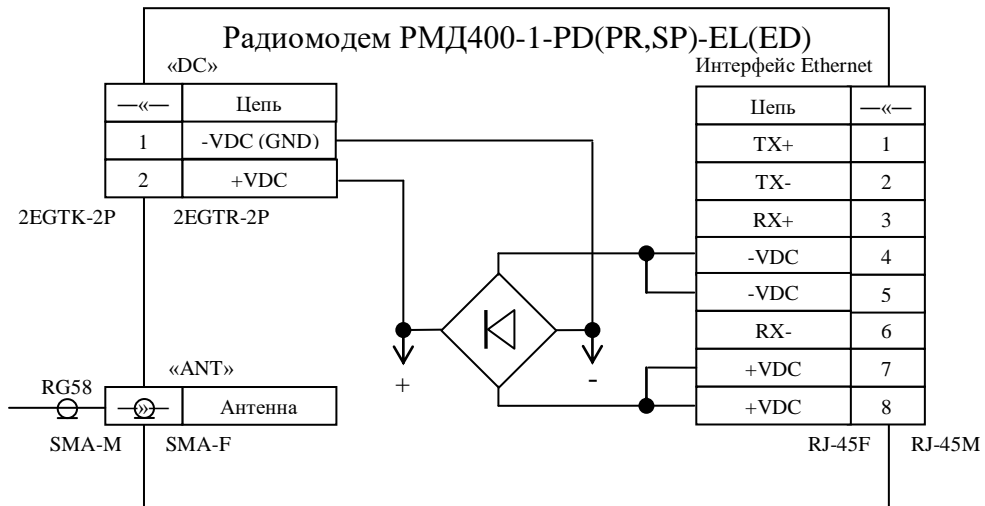 Радиомодем РМД400-1-PD(PR,SP)-EL(ED)
«DC»
—«— Цепь
1 -VDC (GND)
2 +VDC
2EGTK-2P 2EGTR-2P
Интерфейс Ethernet
Цепь —«—
TX+ 1
TX- 2
RX+ 3
-VDC 4
-VDC 5
RX- 6
+VDC 7
+VDC 8
RJ-45F RJ-45M
+ -
«ANT»
RG58
—»— Антенна
SMA-M SMA-F